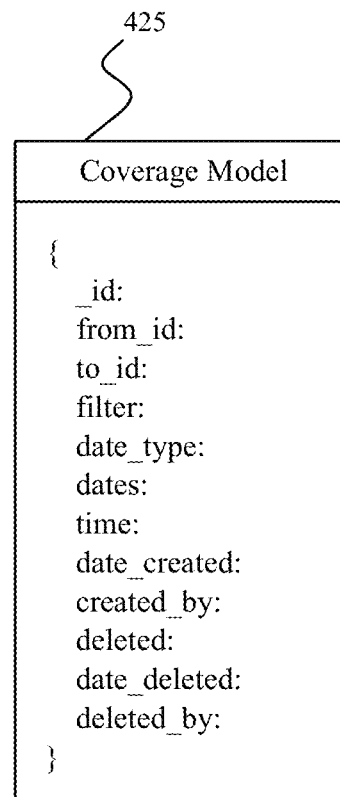 425
Coverage Model
{
_id:
from_id:
to_id:
filter:
date_type:
dates:
time:
date_created:
created_by:
deleted:
date_deleted:
deleted_by:
}